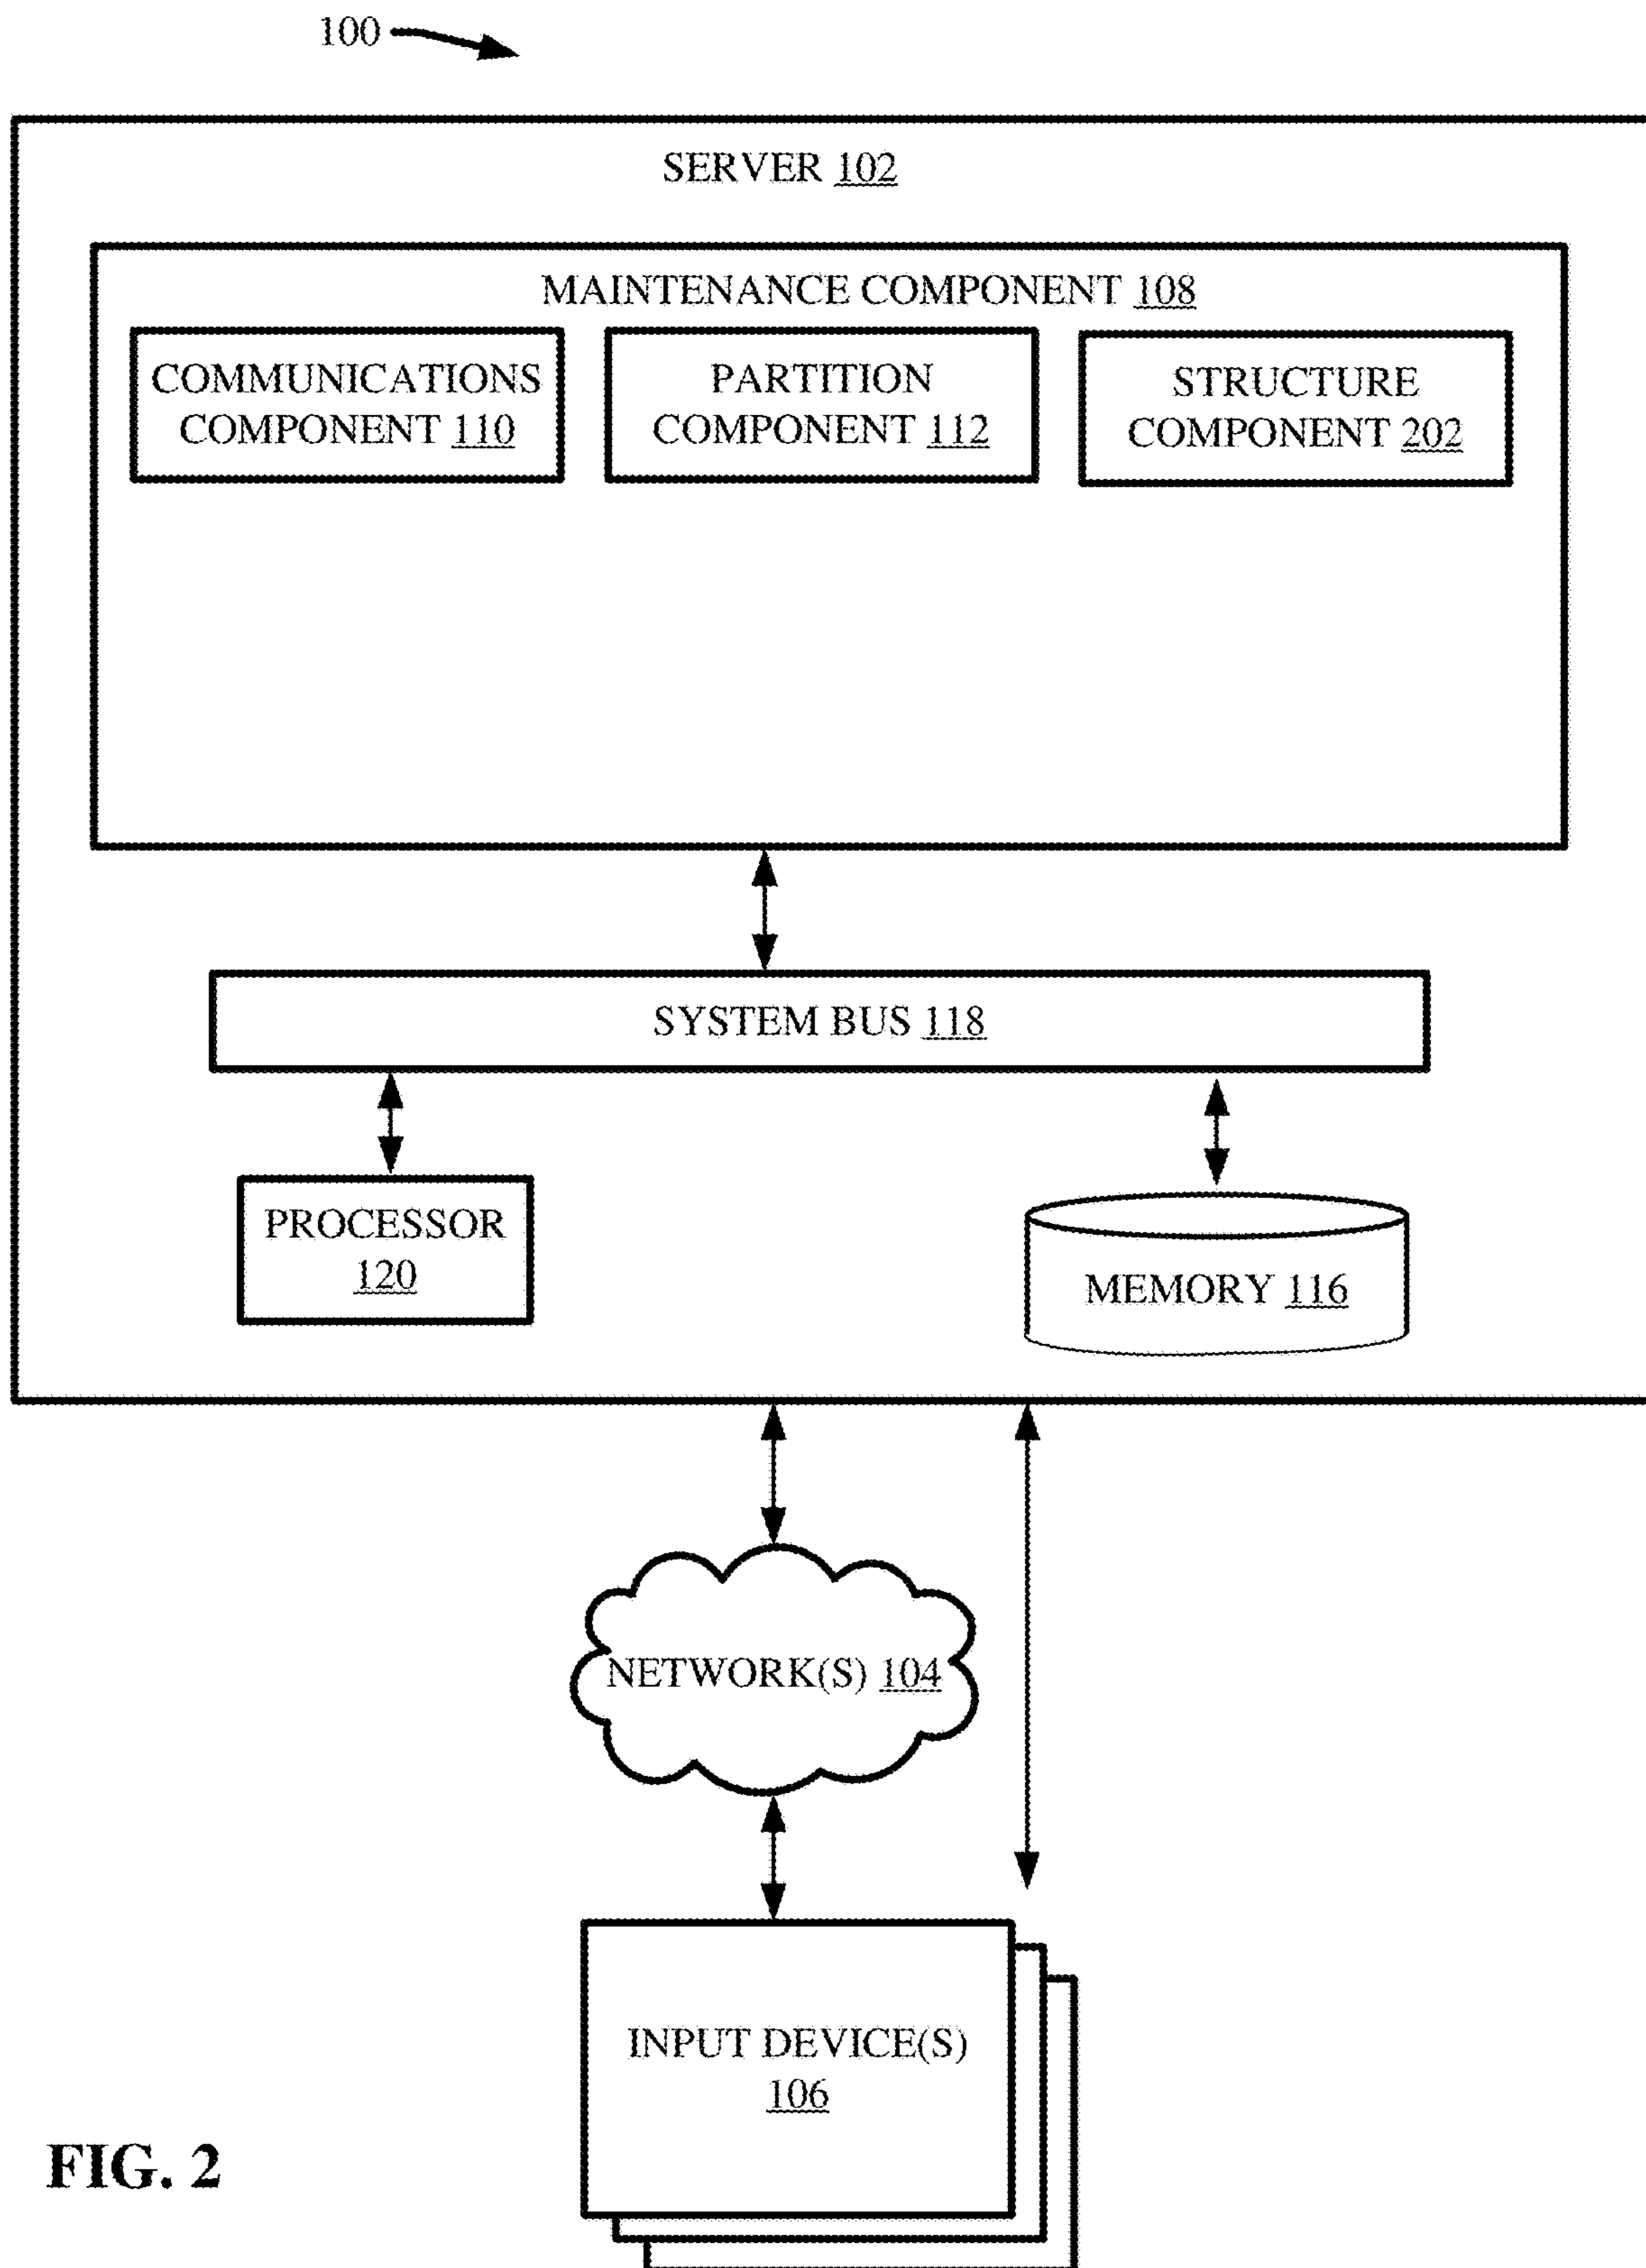 100
SERVER 102
MAINTENANCE COMPONENT 108
COMMUNICATIONS
COMPONENT 110
PARTITION
COMPONENT 112
STRUCTURE
COMPONENT 202
SYSTEM BUS 118
PROCESSOR
120
MEMORY 116
NETWORK(S) 104
INPUT DEVICE(S)
106
FIG. 2